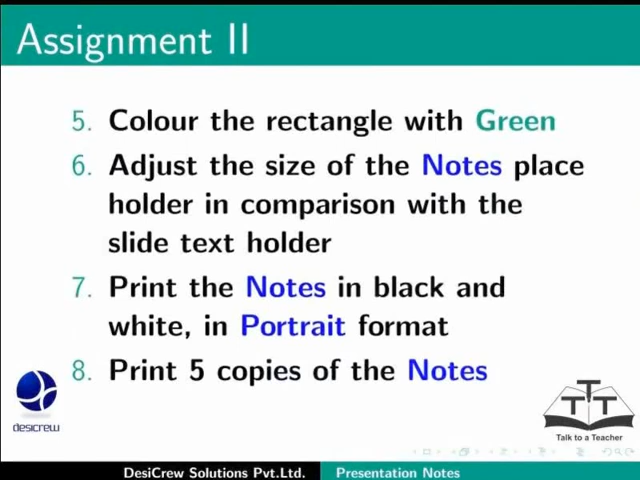 Assignment II
5. Colour the rectangle with Green
6. Adjust the size of the Notes place
holder in comparison with the
slide text holder
7. Print the Notes in black and
white, in Portrait format
8. Print 5 copies of the Notes
desicrew
TTT
Talk to a Teacher
DesiCrew Solutions Pvt.Ltd. Presentation Notes